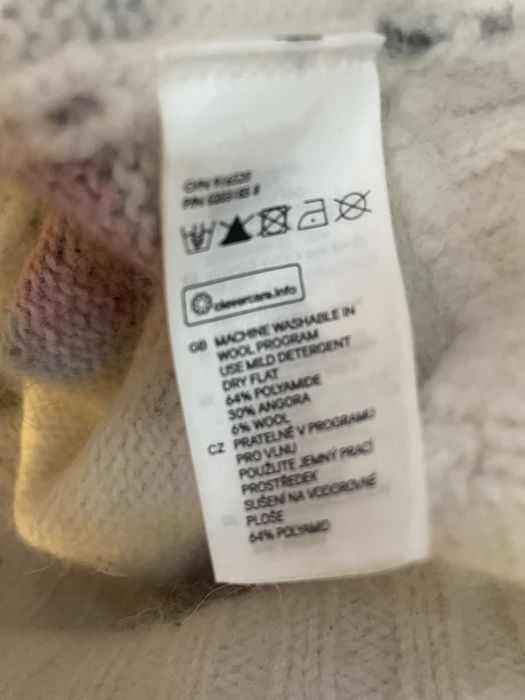 clevercare.info
GB MACHINE WASHABLE IN
WOOL PROGRAM
USE MILD DETERGENT
DRY FLAT
64% POLYAMIDE
30% ANGORA
6% WOOL
CZ PRATELNÉ V PROGRAMU
PRO VLNU
POUŽIJTE JEMNÝ PRACÍ
PROSTŘEDEK
SUŠENÍ NA VODOROVNÉ
PLOŠE
64% POLYAMID